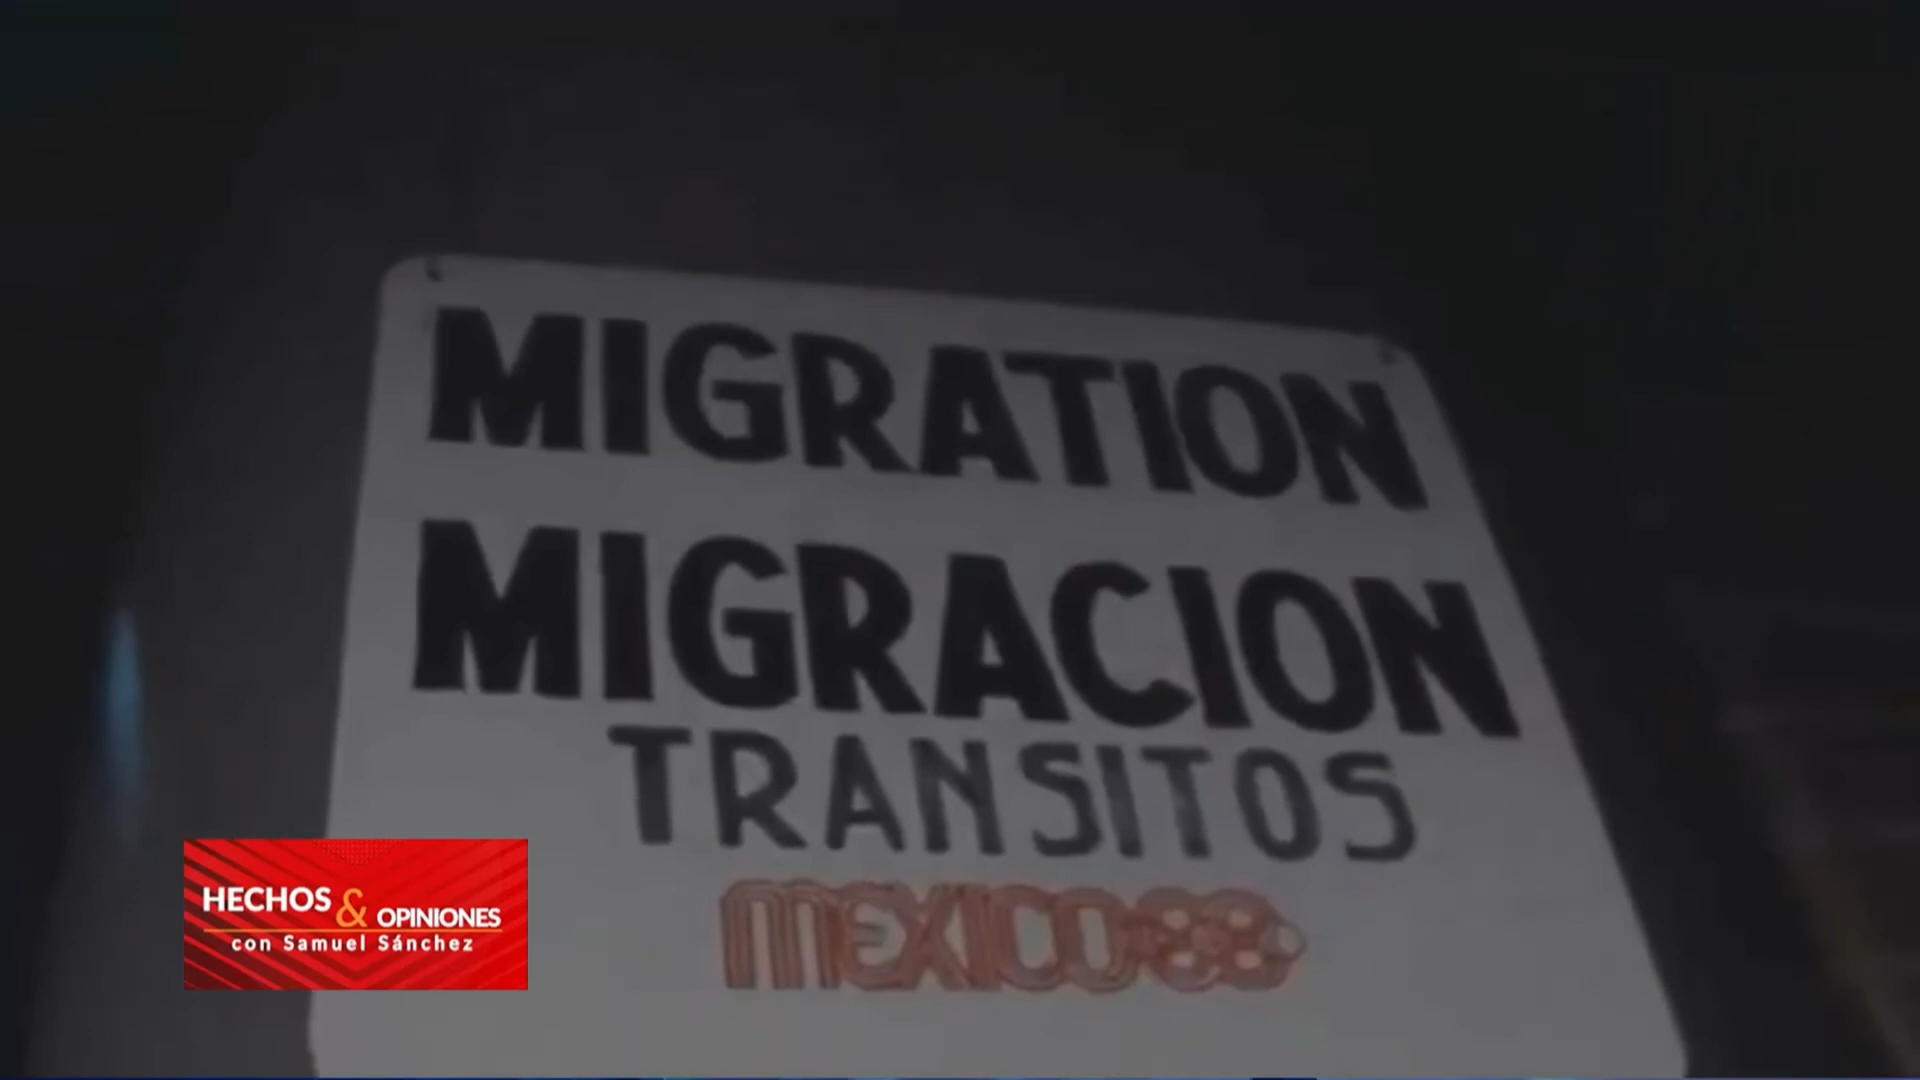 MIGRATION
MIGRACION
TRANSITOS
MEXICO 68
HECHOS & OPINIONES
con Samuel Sánchez